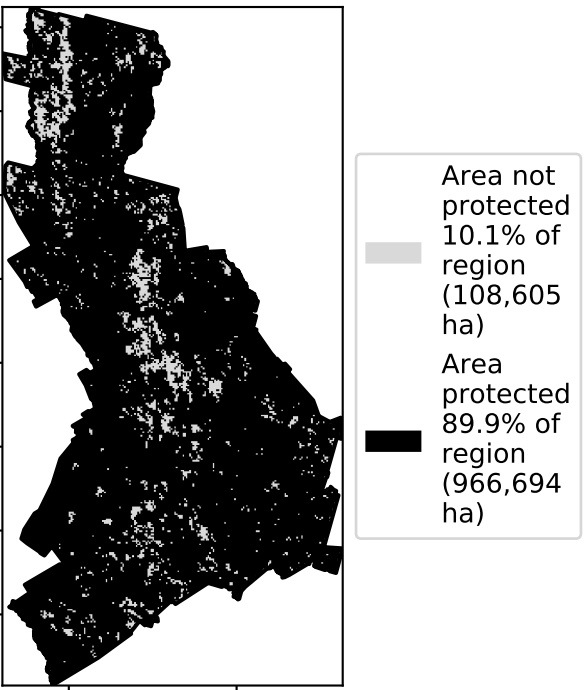 Area not
protected
10.1% of
region
(108,605
ha)
Area
protected
89.9% of
region
(966,694
ha)